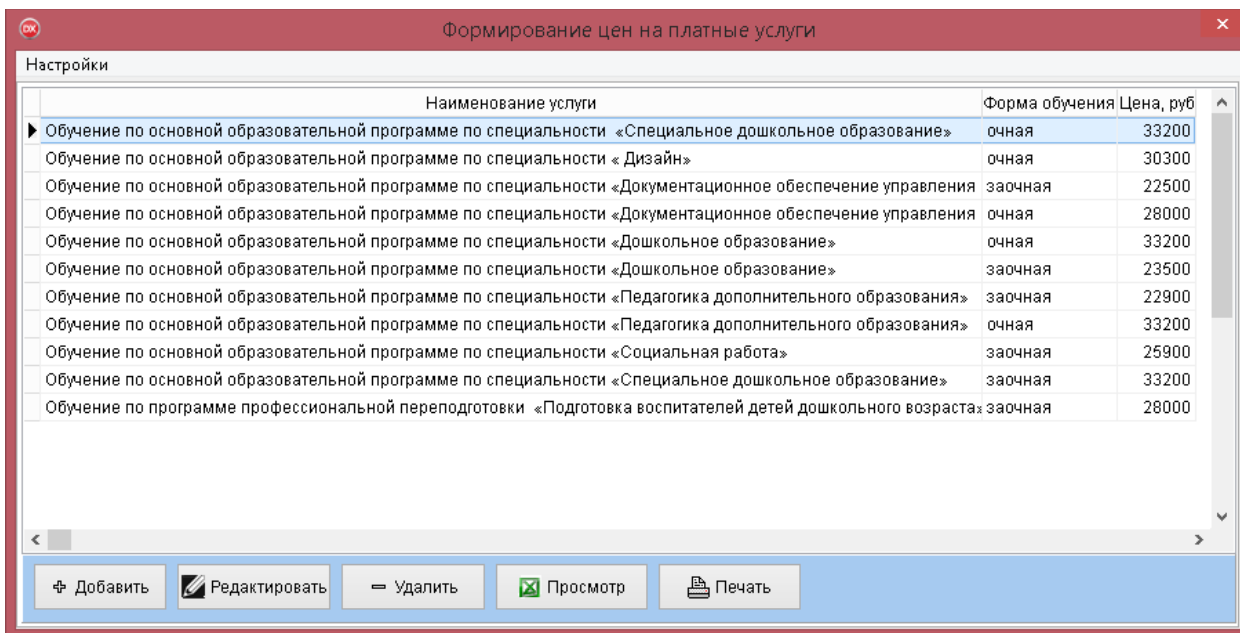 DX
Формирование цен на платные услуги
Настройки
Наименование услуги Форма обучения Цена, руб
Обучение по основной образовательной программе по специальности «Специальное дошкольное образование» очная 33200
Обучение по основной образовательной программе по специальности « Дизайн» очная 30300
Обучение по основной образовательной программе по специальности «Документационное обеспечение управления заочная 22500
Обучение по основной образовательной программе по специальности «Документационное обеспечение управления очная 28000
Обучение по основной образовательной программе по специальности «Дошкольное образование» очная 33200
Обучение по основной образовательной программе по специальности «Дошкольное образование» заочная 23500
Обучение по основной образовательной программе по специальности «Педагогика дополнительного образования» заочная 22900
Обучение по основной образовательной программе по специальности «Педагогика дополнительного образования» очная 33200
Обучение по основной образовательной программе по специальности «Социальная работа» заочная 25900
Обучение по основной образовательной программе по специальности «Специальное дошкольное образование» заочная 33200
Обучение по программе профессиональной переподготовки «Подготовка воспитателей детей дошкольного возраста» заочная 28000
Добавить Редактировать Удалить Просмотр Печать